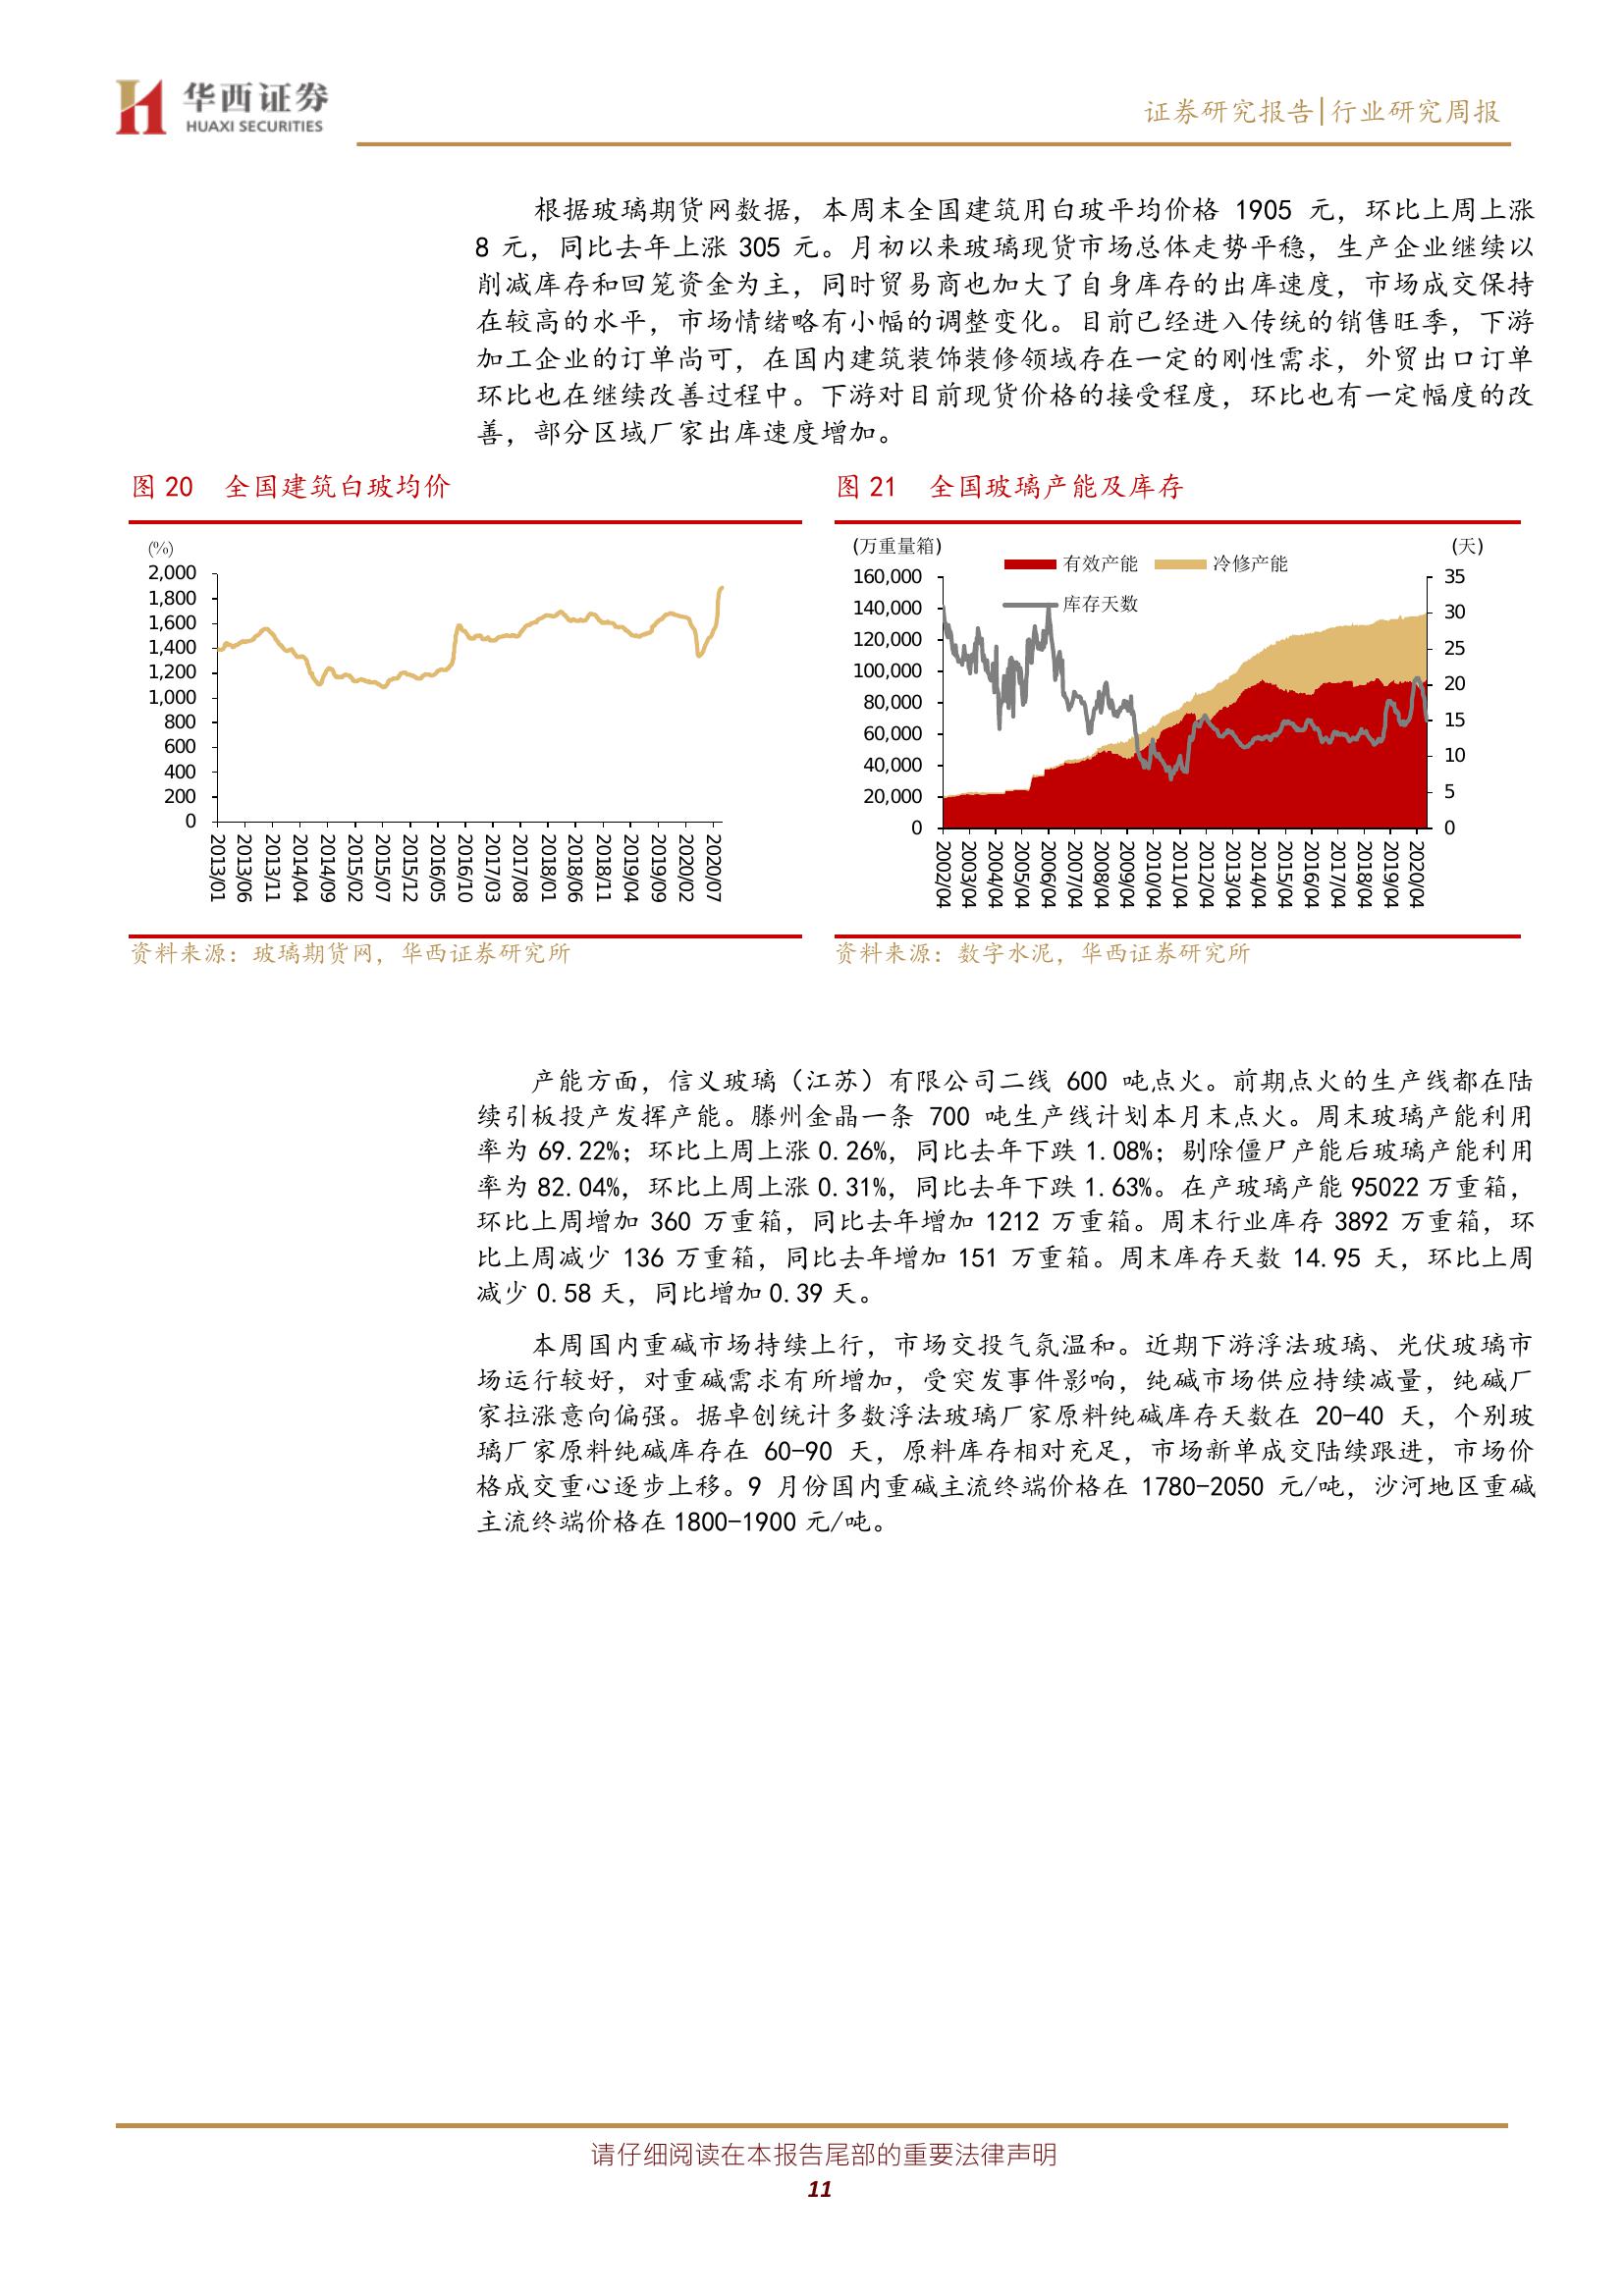 华西证券
HUAXI SECURITIES
证券研究报告|行业研究周报
根据玻璃期货网数据，本周末全国建筑用白玻平均价格 1905 元，环比上周上涨
8 元，同比去年上涨 305 元。月初以来玻璃现货市场总体走势平稳，生产企业继续以
削减库存和回笼资金为主，同时贸易商也加大了自身库存的出库速度，市场成交保持
在较高的水平，市场情绪略有小幅的调整变化。目前已经进入传统的销售旺季，下游
加工企业的订单尚可，在国内建筑装饰装修领域存在一定的刚性需求，外贸出口订单
环比也在继续改善过程中。下游对目前现货价格的接受程度，环比也有一定幅度的改
善，部分区域厂家出库速度增加。
图 20 全国建筑白玻均价
(%)
2,000
1,800
1,600
1,400
1,200
1,000
800
600
400
200
0
2013/01
2013/06
2013/11
2014/04
2014/09
2015/02
2015/07
2015/12
2016/05
2016/10
2017/03
2017/08
2018/01
2018/06
2018/11
2019/04
2019/09
2020/02
2020/07
资料来源：玻璃期货网，华西证券研究所
图 21 全国玻璃产能及库存
(万重量箱)
(天)
有效产能
冷修产能
库存天数
160,000
140,000
120,000
100,000
80,000
60,000
40,000
20,000
0
35
30
25
20
15
10
5
0
2002/04
2003/04
2004/04
2005/04
2006/04
2007/04
2008/04
2009/04
2010/04
2011/04
2012/04
2013/04
2014/04
2015/04
2016/04
2017/04
2018/04
2019/04
2020/04
资料来源：数字水泥，华西证券研究所
产能方面，信义玻璃（江苏）有限公司二线 600 吨点火。前期点火的生产线都在陆
续引板投产发挥产能。滕州金晶一条 700 吨生产线计划本月末点火。周末玻璃产能利用
率为 69.22%；环比上周上涨 0.26%，同比去年下跌 1.08%；剔除僵尸产能后玻璃产能利用
率为 82.04%，环比上周上涨 0.31%，同比去年下跌 1.63%。在产玻璃产能 95022 万重箱，
环比上周增加 360 万重箱，同比去年增加 1212 万重箱。周末行业库存 3892 万重箱，环
比上周减少 136 万重箱，同比去年增加 151 万重箱。周末库存天数 14.95 天，环比上周
减少 0.58 天，同比增加 0.39 天。
本周国内重碱市场持续上行，市场交投气氛温和。近期下游浮法玻璃、光伏玻璃市
场运行较好，对重碱需求有所增加，受突发事件影响，纯碱市场供应持续减量，纯碱厂
家拉涨意向偏强。据卓创统计多数浮法玻璃厂家原料纯碱库存天数在 20-40 天，个别玻
璃厂家原料纯碱库存在 60-90 天，原料库存相对充足，市场新单成交陆续跟进，市场价
格成交重心逐步上移。9 月份国内重碱主流终端价格在 1780-2050 元/吨，沙河地区重碱
主流终端价格在 1800-1900 元/吨。
请仔细阅读在本报告尾部的重要法律声明
11